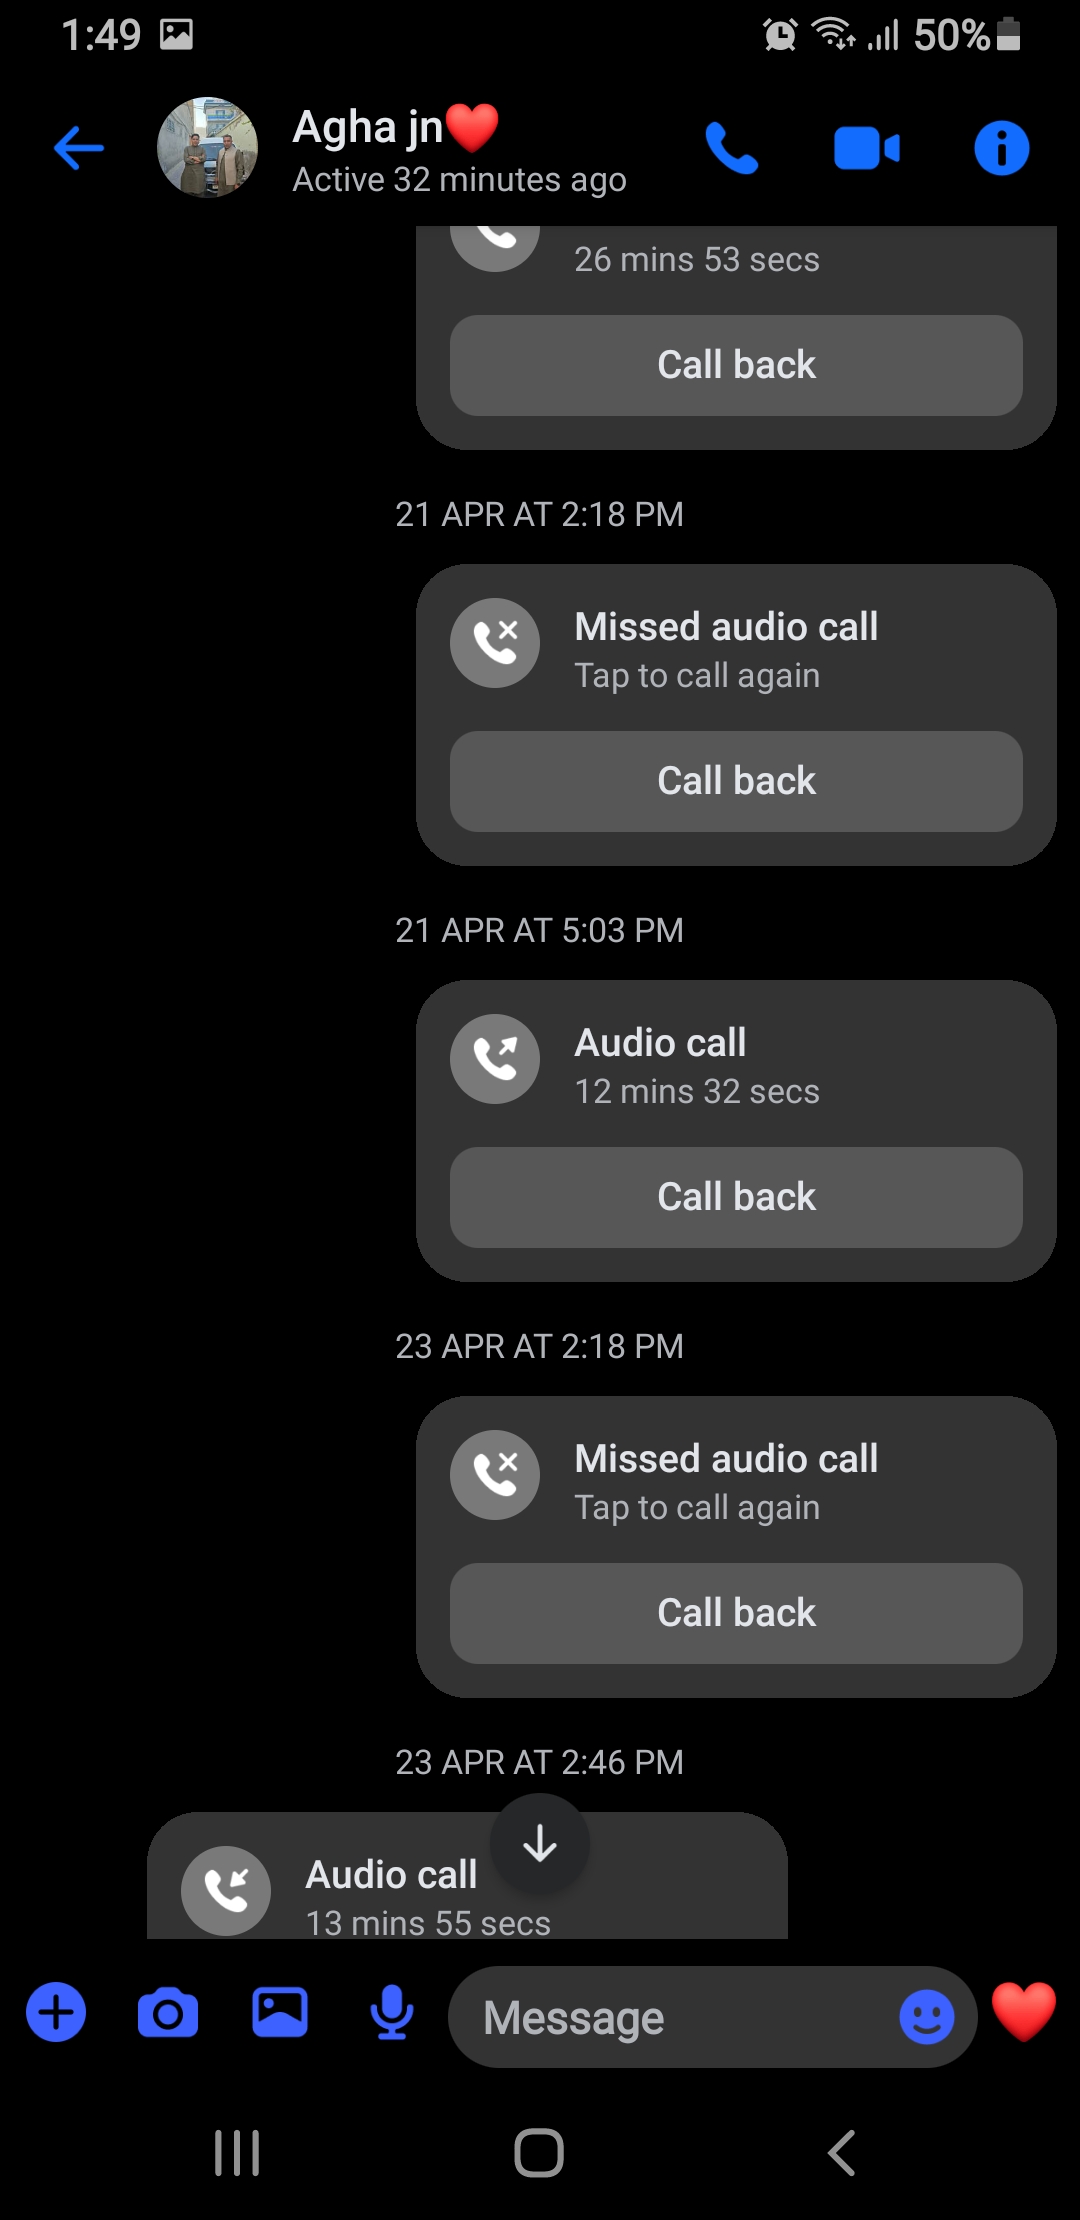 1:49
50%
Agha jn❤️
Active 32 minutes ago
26 mins 53 secs
Call back
21 APR AT 2:18 PM
Missed audio call
Tap to call again
Call back
21 APR AT 5:03 PM
Audio call
12 mins 32 secs
Call back
23 APR AT 2:18 PM
Missed audio call
Tap to call again
Call back
23 APR AT 2:46 PM
Audio call
13 mins 55 secs
Message